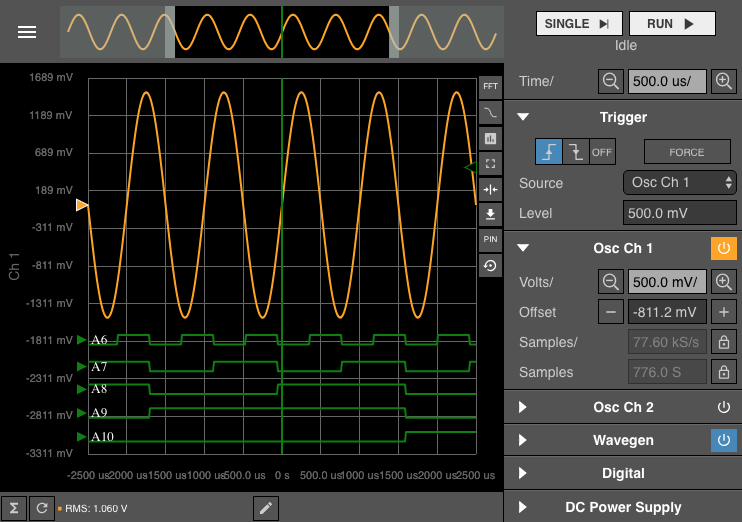 SINGLE RUN
Idle
Time/ 500.0 us/
Trigger
OFF FORCE
Source Osc Ch 1
Level 500.0 mV
Osc Ch 1
Volts/ 500.0 mV/
Offset -811.2 mV
Samples/ 77.60 kS/s
Samples 776.0 S
Osc Ch 2
Wavegen
Digital
DC Power Supply
1689 mV
1189 mV
689 mV
189 mV
-311 mV
-811 mV
-1311 mV
-1811 mV
-2311 mV
-2811 mV
-3311 mV
Ch 1
A6
A7
A8
A9
A10
-2500 us -2000 us -1500 us -1000 us -500.0 us 0 s 500.0 us 1000 us 1500 us 2000 us 2500 us
FFT
PIN
Σ RMS: 1.060 V